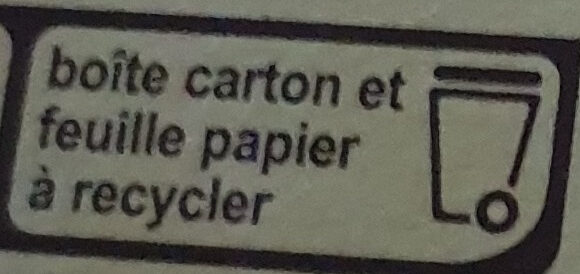 boîte carton et
feuille papier
à recycler